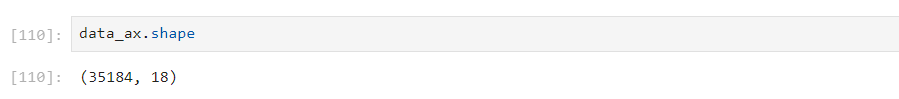 [110]: data_ax.shape
[110]: (35184, 18)